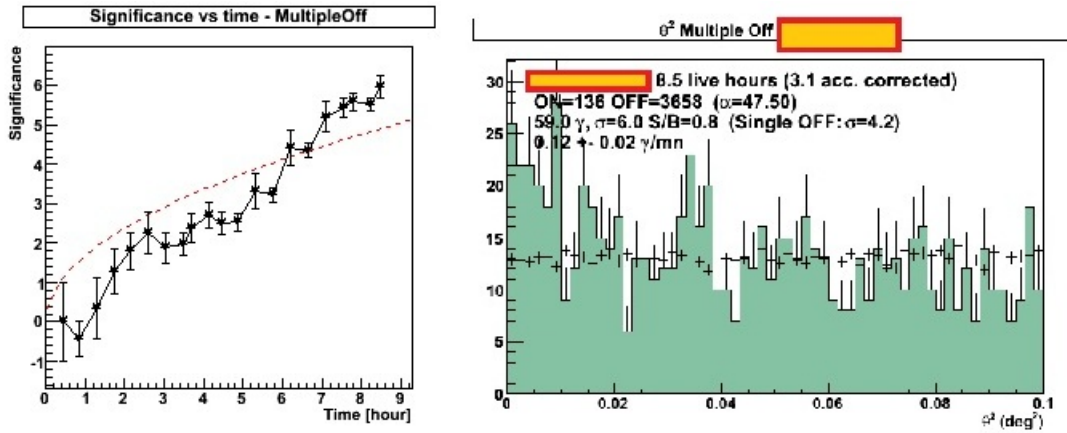 Significance vs time - MultipleOff
Significance
6
5
4
3
2
1
0
-1
0 1 2 3 4 5 6 7 8 9
Time [hour]
θ² Multiple Off
8.5 live hours (3.1 acc. corrected)
ON=136 OFF=3658 (α=47.50)
59.0 γ, σ=6.0 S/B=0.8 (Single OFF: σ=4.2)
0.12 +- 0.02 γ/mn
30
25
20
15
10
5
0
0 0.02 0.04 0.06 0.08 0.1
θ² (deg²)